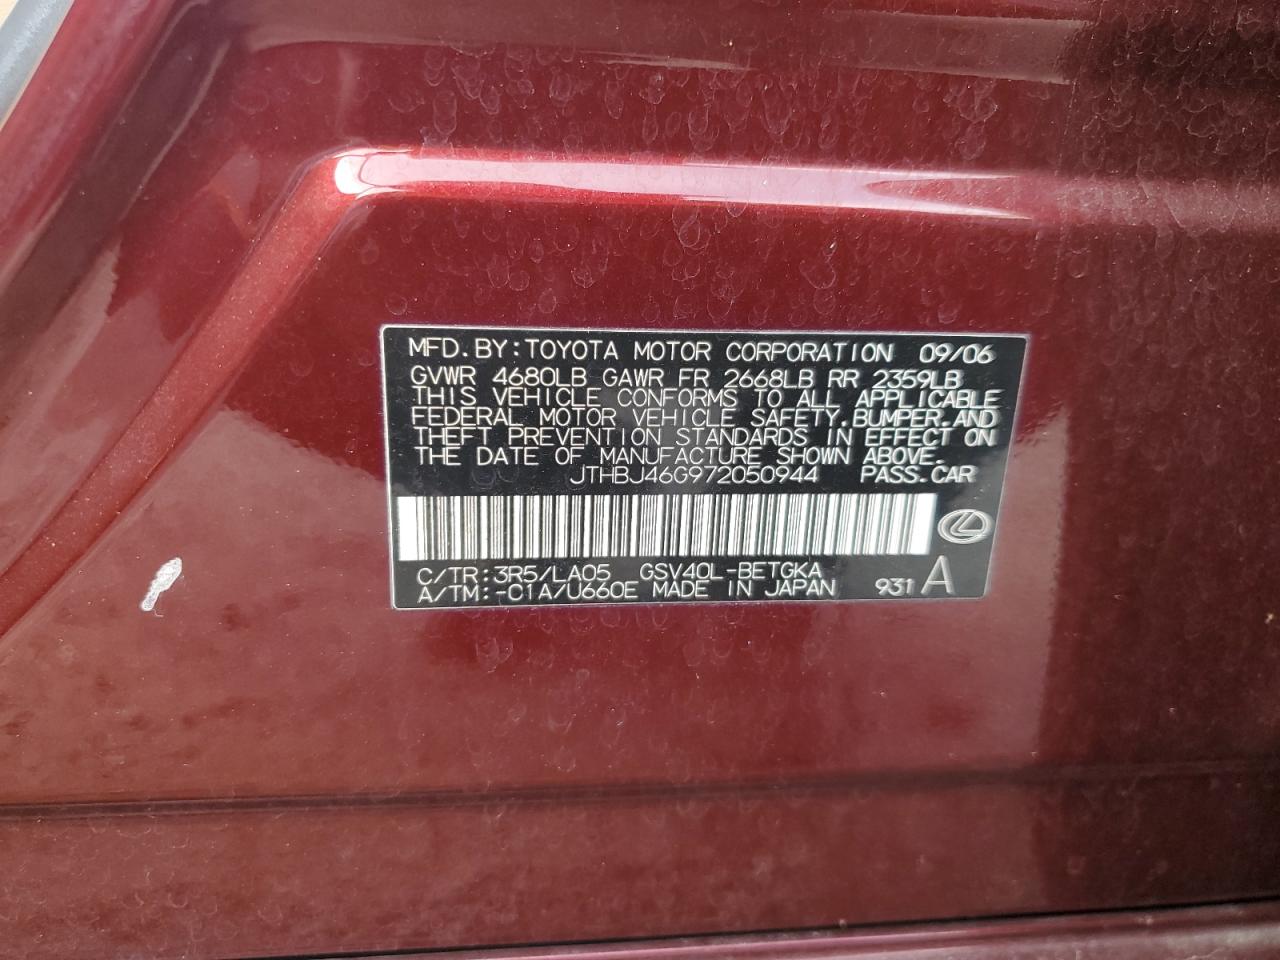 MFD.BY:TOYOTA MOTOR CORPORATION 09/06
GVWR 4680LB GAWR FR 2668LB RR 2359LB
THIS VEHICLE CONFORMS TO ALL APPLICABLE
FEDERAL MOTOR VEHICLE SAFETY,BUMPER,AND
THEFT PREVENTION STANDARDS IN EFFECT ON
THE DATE OF MANUFACTURE SHOWN ABOVE.
JTHBJ46G972050944 PASS.CAR
C/TR:3R5/LA05 GSV40L-BETGKA
A/TM:-C1A/U660E MADE IN JAPAN 931 A